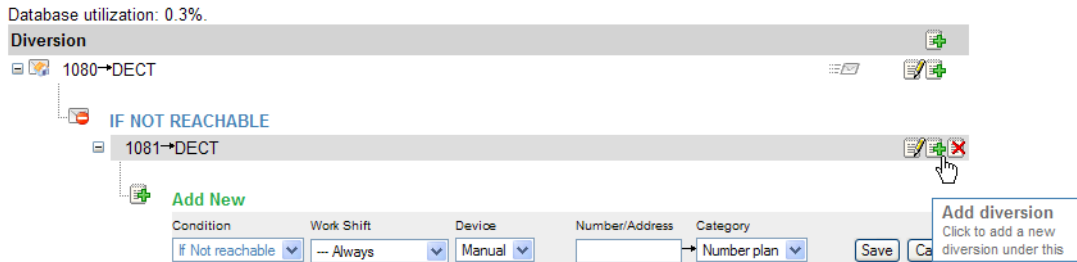 Database utilization: 0.3%.
Diversion
1080→DECT
IF NOT REACHABLE
1081→DECT
Add New
Condition Work Shift Device Number/Address Category
If Not reachable --- Always Manual → Number plan Save Ca
Add diversion
Click to add a new
diversion under this